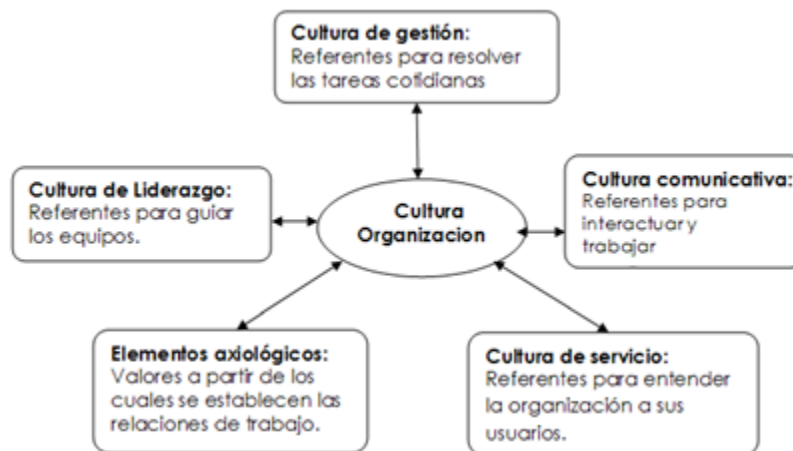 Cultura de gestión:
Referentes para resolver
las tareas cotidianas
Cultura de Liderazgo:
Referentes para guiar
los equipos.
Cultura
Organizacion
Cultura comunicativa:
Referentes para
interactuar y
trabajar
Elementos axiológicos:
Valores a partir de los
cuales se establecen las
relaciones de trabajo.
Cultura de servicio:
Referentes para entender
la organización a sus
usuarios.